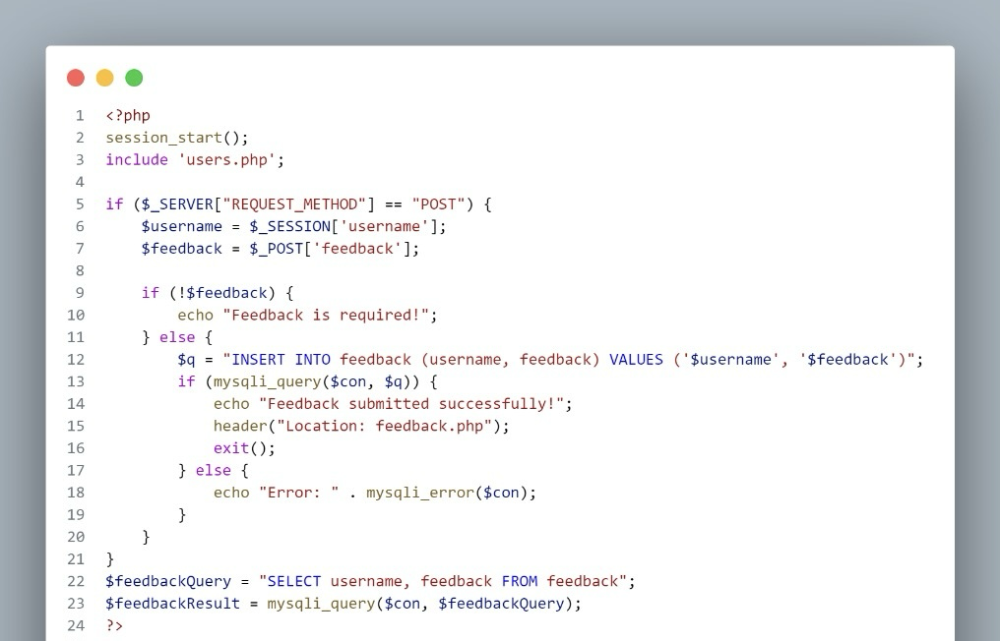 1 <?php
2 session_start();
3 include 'users.php';
4
5 if ($_SERVER["REQUEST_METHOD"] == "POST") {
6     $username = $_SESSION['username'];
7     $feedback = $_POST['feedback'];
8
9     if (!$feedback) {
10         echo "Feedback is required!";
11     } else {
12         $q = "INSERT INTO feedback (username, feedback) VALUES ('$username', '$feedback')";
13         if (mysqli_query($con, $q)) {
14             echo "Feedback submitted successfully!";
15             header("Location: feedback.php");
16             exit();
17         } else {
18             echo "Error: " . mysqli_error($con);
19         }
20     }
21 }
22 $feedbackQuery = "SELECT username, feedback FROM feedback";
23 $feedbackResult = mysqli_query($con, $feedbackQuery);
24 ?>